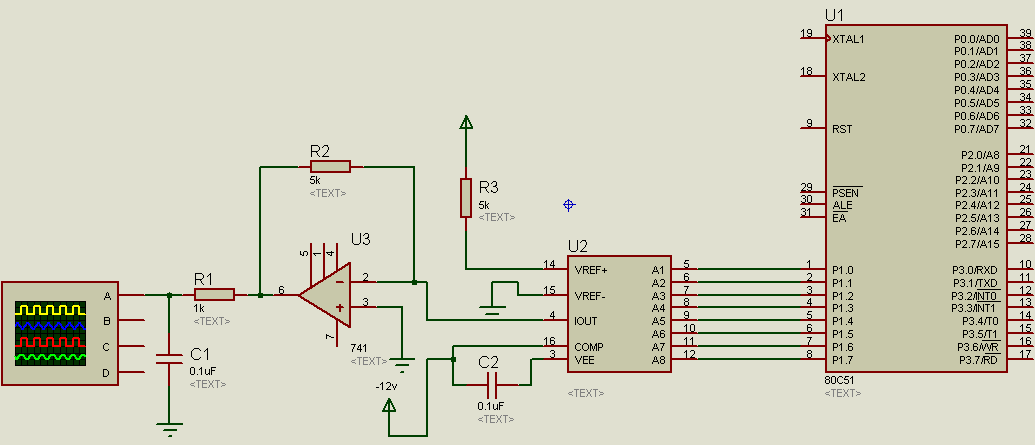 U1
19 XTAL1
18 XTAL2
9 RST
29 PSEN
30 ALE
31 EA
P0.0/AD0 39
P0.1/AD1 38
P0.2/AD2 37
P0.3/AD3 36
P0.4/AD4 35
P0.5/AD5 34
P0.6/AD6 33
P0.7/AD7 32
P2.0/A8 21
P2.1/A9 22
P2.2/A10 23
P2.3/A11 24
P2.4/A12 25
P2.5/A13 26
P2.6/A14 27
P2.7/A15 28
1 P1.0
2 P1.1
3 P1.2
4 P1.3
5 P1.4
6 P1.5
7 P1.6
8 P1.7
P3.0/RXD 10
P3.1/TXD 11
P3.2/INT0 12
P3.3/INT1 13
P3.4/T0 14
P3.5/T1 15
P3.6/WR 16
P3.7/RD 17
80C51
<TEXT>
R2
5k
<TEXT>
R3
5k
<TEXT>
U3
5 1 4
6
2
3
7
741
<TEXT>
U2
14 VREF+
15 VREF-
4 IOUT
16 COMP
3 VEE
A1 5
A2 6
A3 7
A4 8
A5 9
A6 10
A7 11
A8 12
<TEXT>
R1
1k
<TEXT>
A
B
C
D
C1
0.1uF
<TEXT>
C2
0.1uF
<TEXT>
-12v